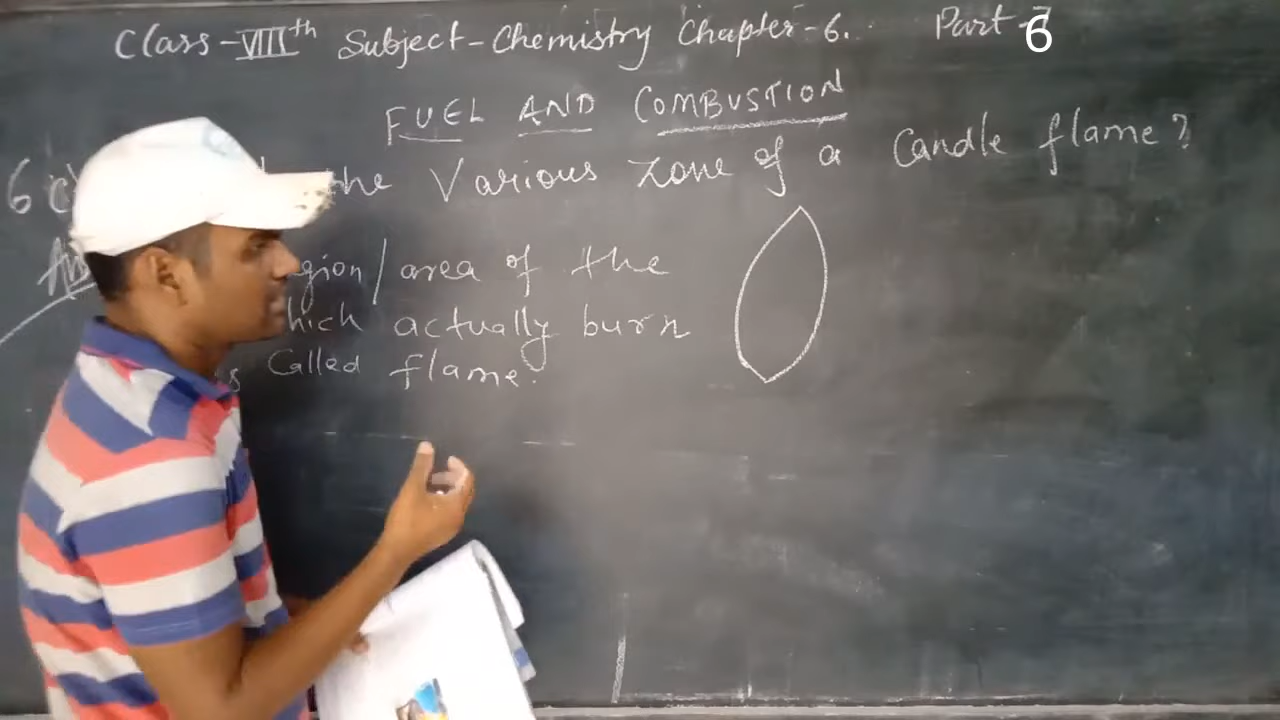 Class-VIIIth Subject-Chemistry Chapter-6. Part-6
FUEL AND COMBUSTION
6 c) the Various zone of a Candle flame?
gion/area of the
hich actually burn
is Called flame.